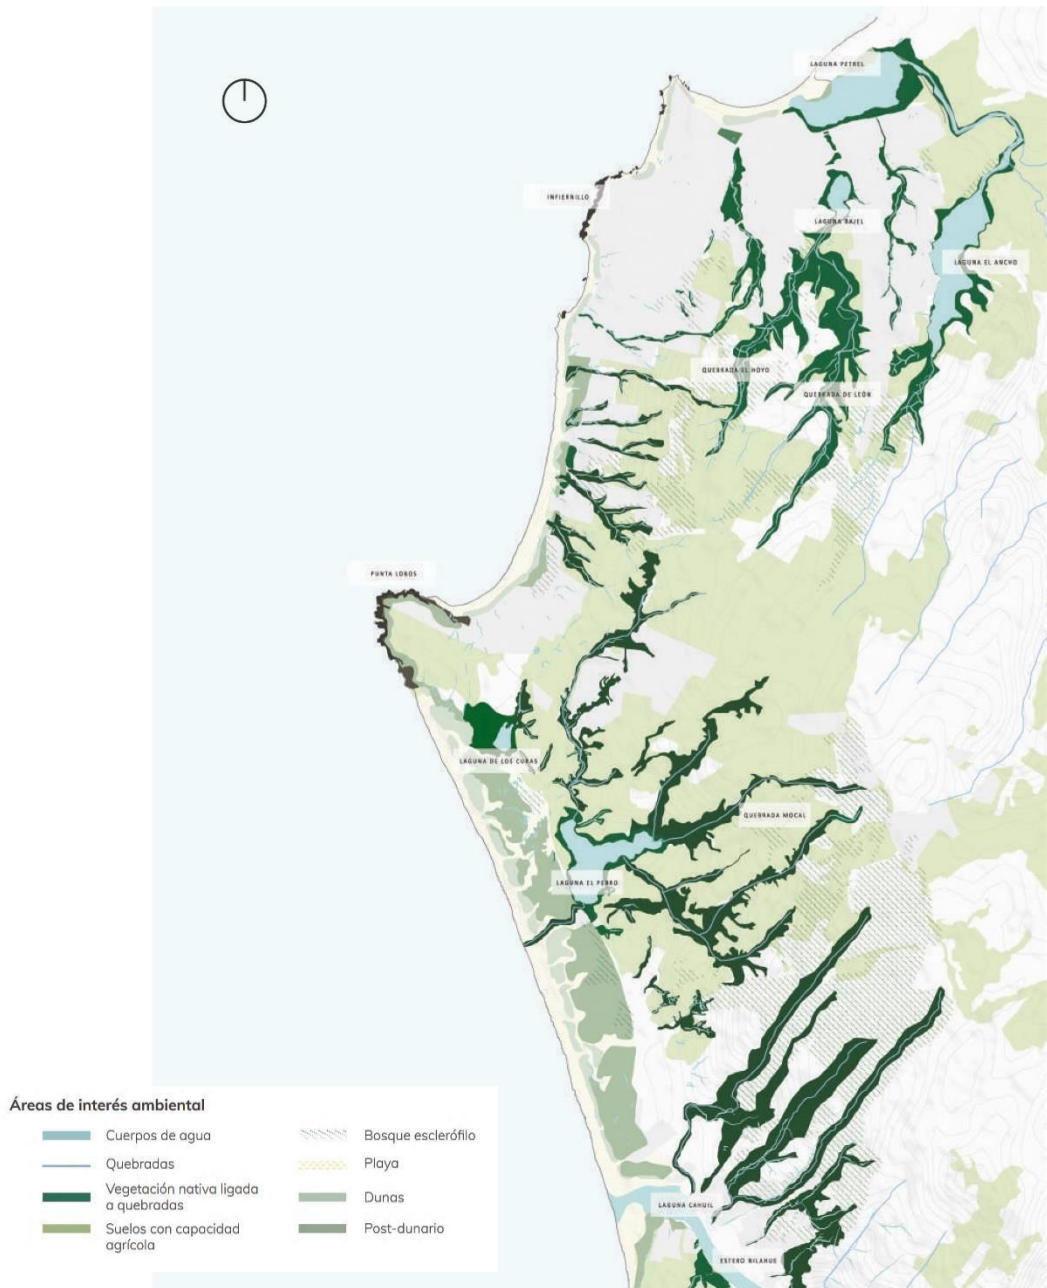 LAGUNA PETREL
INFIERNILLO
LAGUNA BAJEL
LAGUNA EL ANCHO
QUEBRADA EL HOYO
QUEBRADA DE LEÓN
PUNTA LOBOS
LAGUNA DE LOS CURAS
QUEBRADA MOCAL
LAGUNA EL PERRO
LAGUNA CAHUIL
ESTERO NILAHUE
Áreas de interés ambiental
Cuerpos de agua
Quebradas
Vegetación nativa ligada
a quebradas
Suelos con capacidad
agrícola
Bosque esclerófilo
Playa
Dunas
Post-dunario